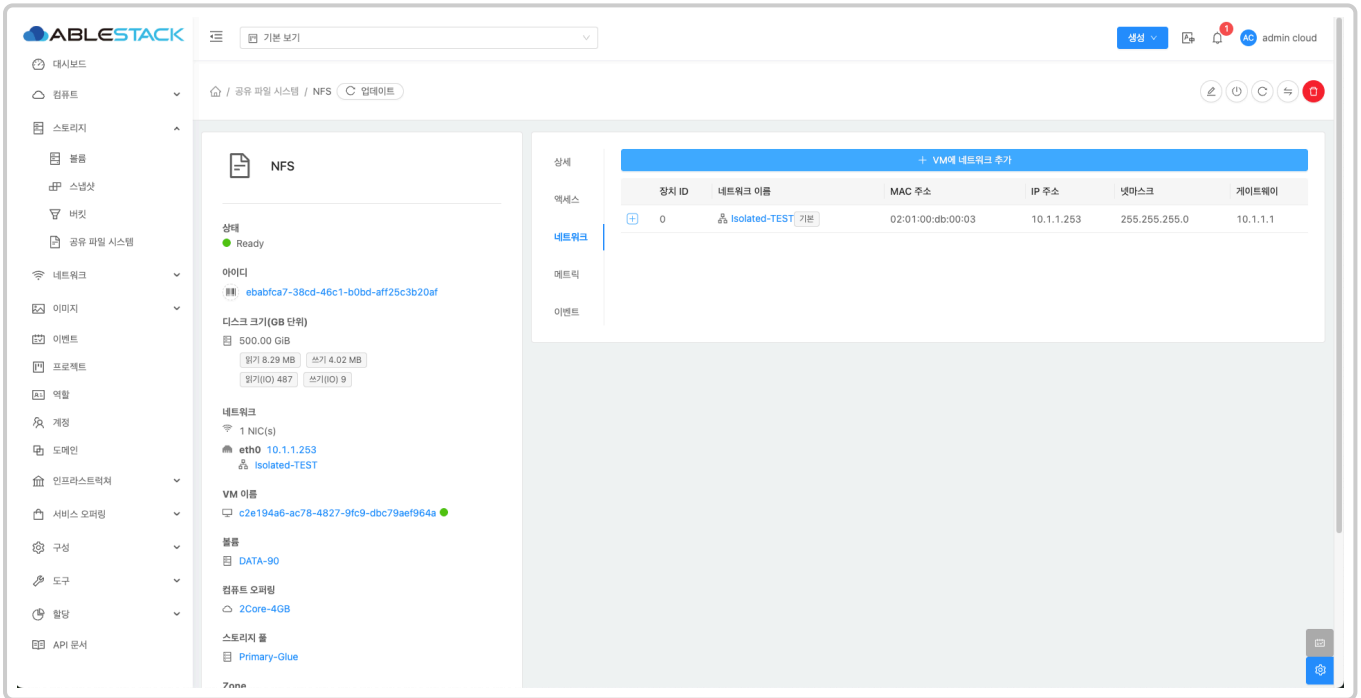 ABLESTACK
기본 보기
생성
1
AC
admin cloud
대시보드
컴퓨트
스토리지
볼륨
스냅샷
버킷
공유 파일 시스템
네트워크
이미지
이벤트
프로젝트
역할
계정
도메인
인프라스트럭쳐
서비스 오퍼링
구성
도구
할당
API 문서
/ 공유 파일 시스템 / NFS 업데이트
NFS
상태
Ready
아이디
ebabfca7-38cd-46c1-b0bd-aff25c3b20af
디스크 크기(GB 단위)
500.00 GiB
읽기 8.29 MB 쓰기 4.02 MB
읽기(IO) 487 쓰기(IO) 9
네트워크
1 NIC(s)
eth0 10.1.1.253
Isolated-TEST
VM 이름
c2e194a6-ac78-4827-9fc9-dbc79aef964a
볼륨
DATA-90
컴퓨트 오퍼링
2Core-4GB
스토리지 풀
Primary-Glue
Zone
상세
액세스
네트워크
메트릭
이벤트
+ VM에 네트워크 추가
장치 ID 네트워크 이름 MAC 주소 IP 주소 넷마스크 게이트웨이
0 Isolated-TEST 기본 02:01:00:db:00:03 10.1.1.253 255.255.255.0 10.1.1.1